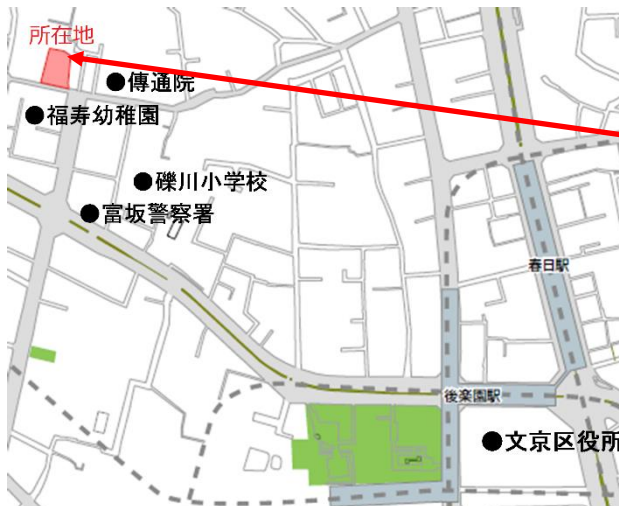 所在地
●傳通院
●福寿幼稚園
●礫川小学校
●富坂警察署
春日駅
後楽園駅
●文京区役所